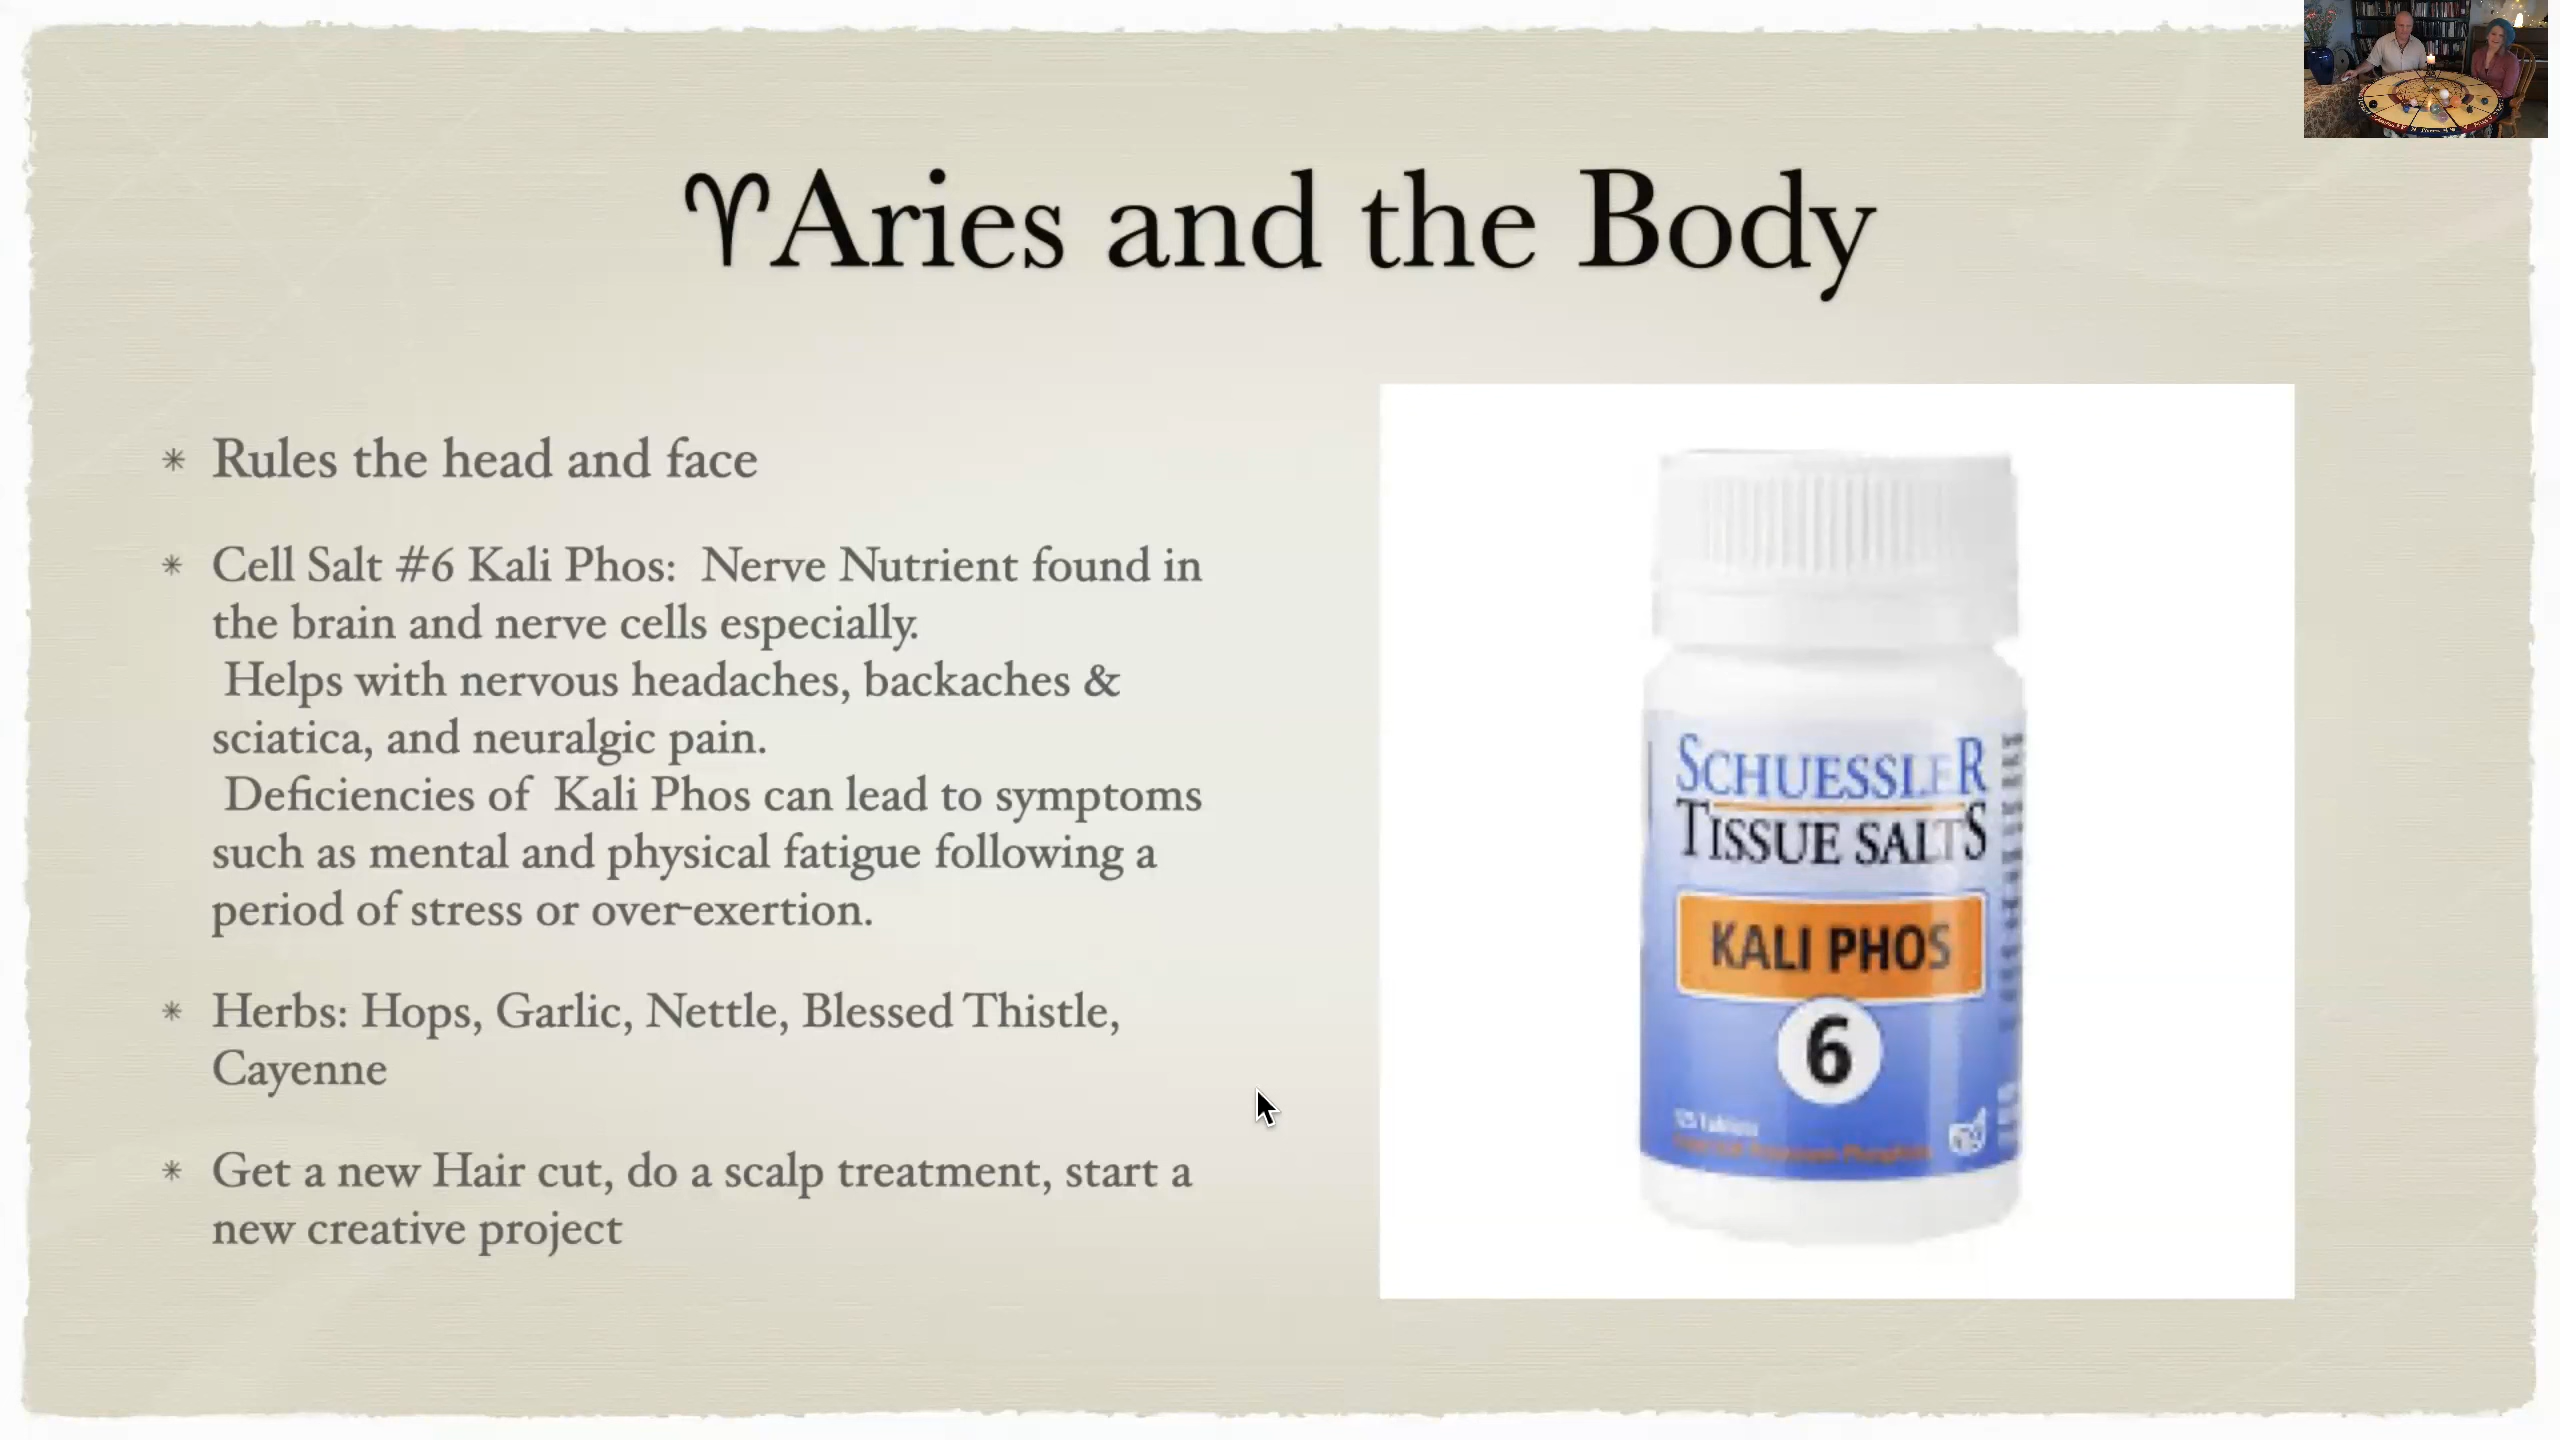 ♈Aries and the Body
* Rules the head and face
* Cell Salt #6 Kali Phos:  Nerve Nutrient found in
the brain and nerve cells especially.
Helps with nervous headaches, backaches &
sciatica, and neuralgic pain.
Deficiencies of  Kali Phos can lead to symptoms
such as mental and physical fatigue following a
period of stress or over-exertion.
* Herbs: Hops, Garlic, Nettle, Blessed Thistle,
Cayenne
* Get a new Hair cut, do a scalp treatment, start a
new creative project
SCHUESSLER
TISSUE SALTS
KALI PHOS
6
Tablets